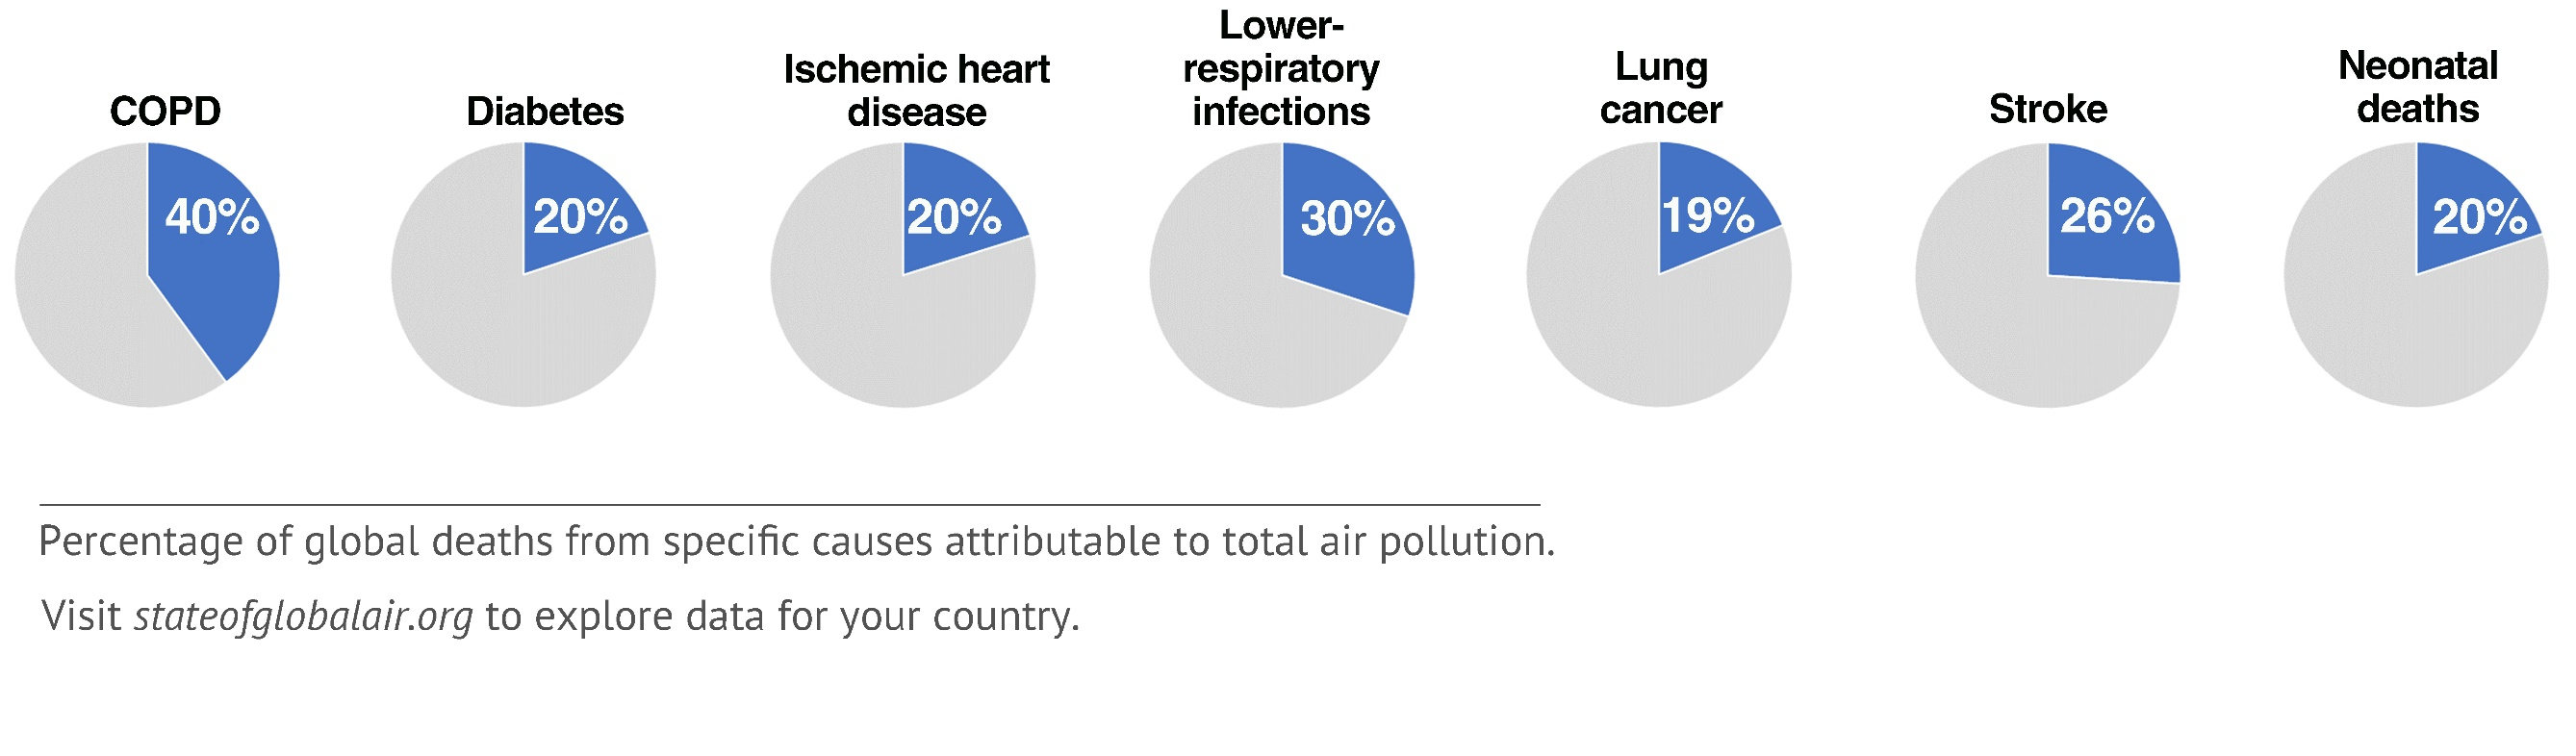 COPD
Diabetes
Ischemic heart
disease
Lower-
respiratory
infections
Lung
cancer
Stroke
Neonatal
deaths
40%
20%
20%
30%
19%
26%
20%
Percentage of global deaths from specific causes attributable to total air pollution.
Visit stateofglobalair.org to explore data for your country.